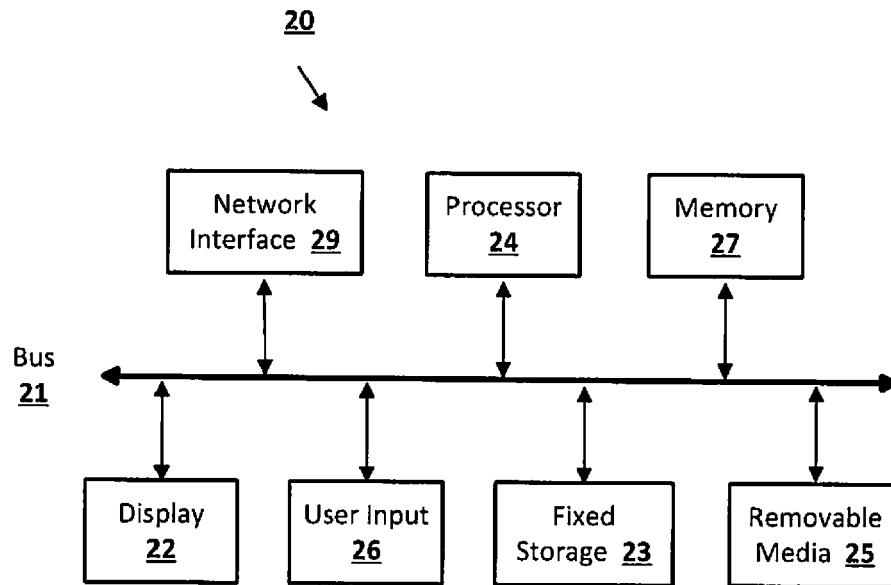 20
Network
Interface 29
Processor
24
Memory
27
Bus
21
Display
22
User Input
26
Fixed
Storage 23
Removable
Media 25